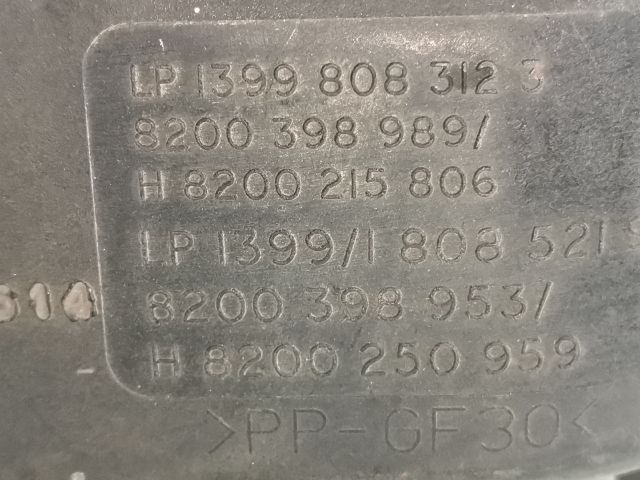 LP 1399 808 312 3
8200 398 989/
H 8200 215 806
LP 1399/1 808 521
8200 398 953/
514
H 8200 250 959
>PP-GF30<